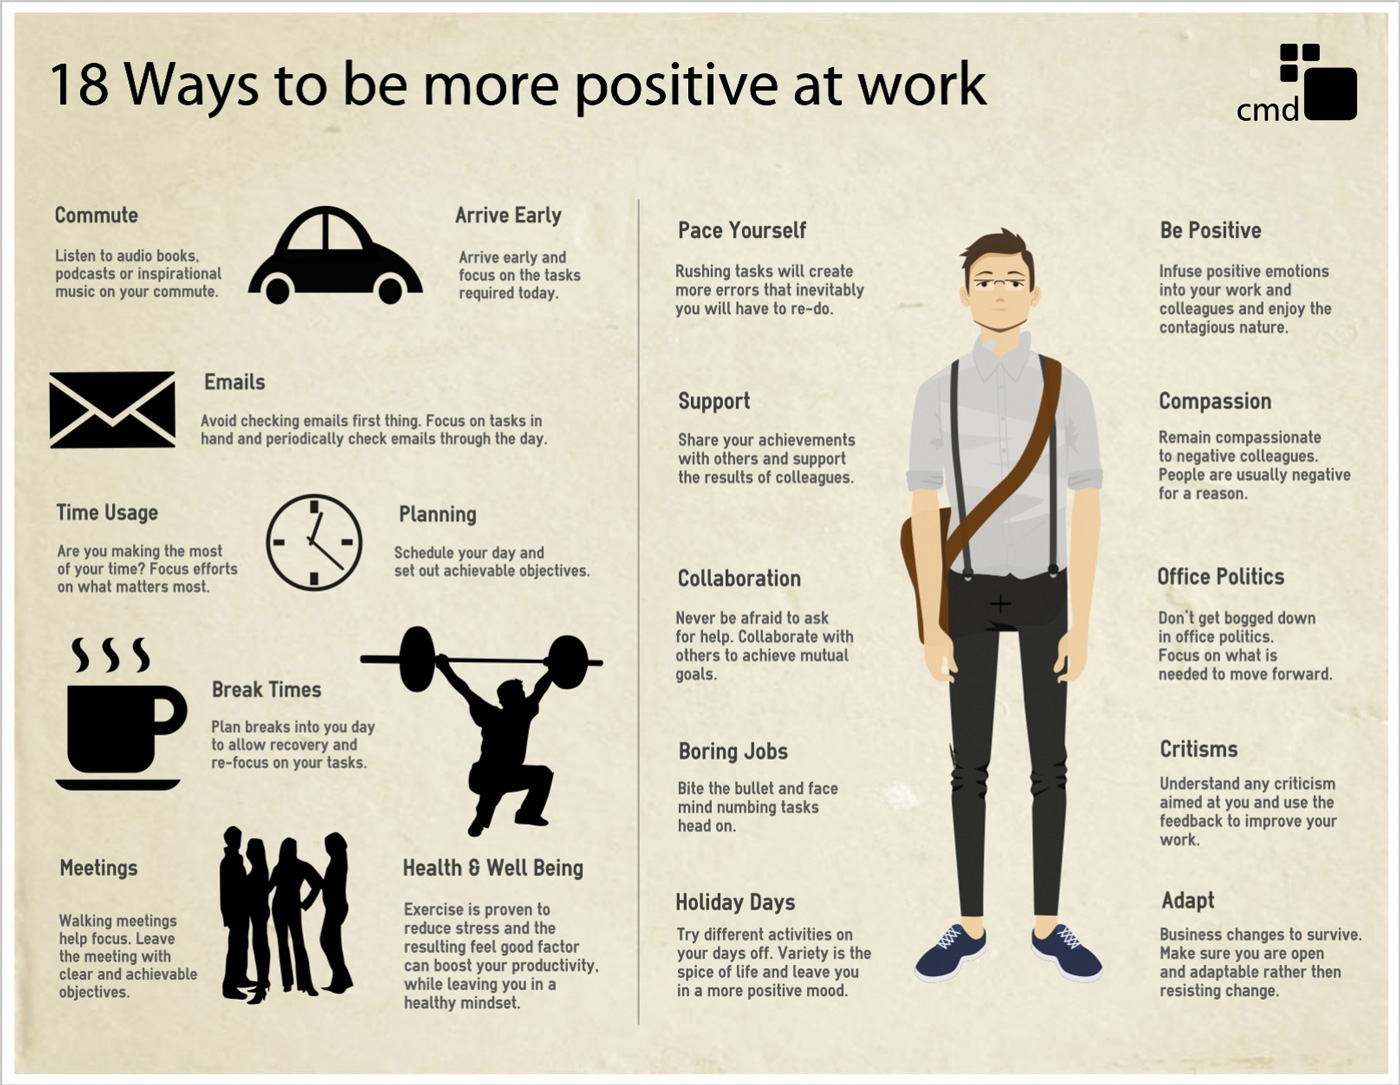 18 Ways to be more positive at work
cmd
Commute
Listen to audio books,
podcasts or inspirational
music on your commute.
Arrive Early
Arrive early and
focus on the tasks
required today.
Emails
Avoid checking emails first thing. Focus on tasks in
hand and periodically check emails through the day.
Time Usage
Are you making the most
of your time? Focus efforts
on what matters most.
Planning
Schedule your day and
set out achievable objectives.
Break Times
Plan breaks into you day
to allow recovery and
re-focus on your tasks.
Meetings
Walking meetings
help focus. Leave
the meeting with
clear and achievable
objectives.
Health & Well Being
Exercise is proven to
reduce stress and the
resulting feel good factor
can boost your productivity,
while leaving you in a
healthy mindset.
Pace Yourself
Rushing tasks will create
more errors that inevitably
you will have to re-do.
Support
Share your achievements
with others and support
the results of colleagues.
Collaboration
Never be afraid to ask
for help. Collaborate with
others to achieve mutual
goals.
Boring Jobs
Bite the bullet and face
mind numbing tasks
head on.
Holiday Days
Try different activities on
your days off. Variety is the
spice of life and leave you
in a more positive mood.
Be Positive
Infuse positive emotions
into your work and
colleagues and enjoy the
contagious nature.
Compassion
Remain compassionate
to negative colleagues.
People are usually negative
for a reason.
Office Politics
Don't get bogged down
in office politics.
Focus on what is
needed to move forward.
Critisms
Understand any criticism
aimed at you and use the
feedback to improve your
work.
Adapt
Business changes to survive.
Make sure you are open
and adaptable rather then
resisting change.